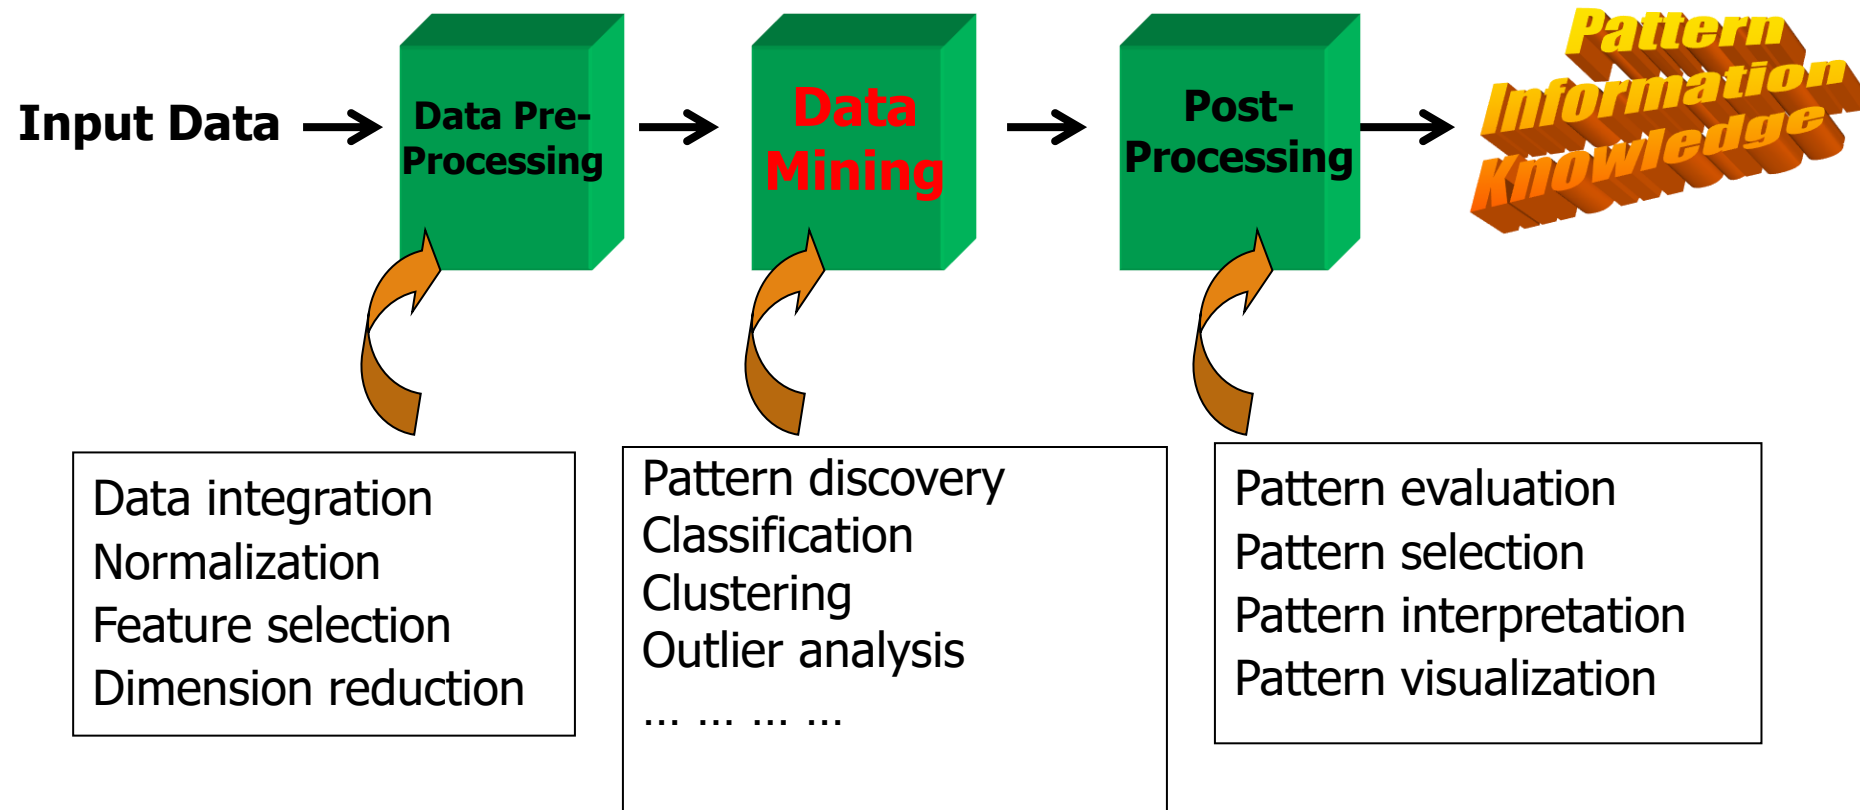 Input Data
Data Pre-
Processing
Data
Mining
Post-
Processing
Pattern
Information
Knowledge
Data integration
Normalization
Feature selection
Dimension reduction
Pattern discovery
Classification
Clustering
Outlier analysis
… … … …
Pattern evaluation
Pattern selection
Pattern interpretation
Pattern visualization